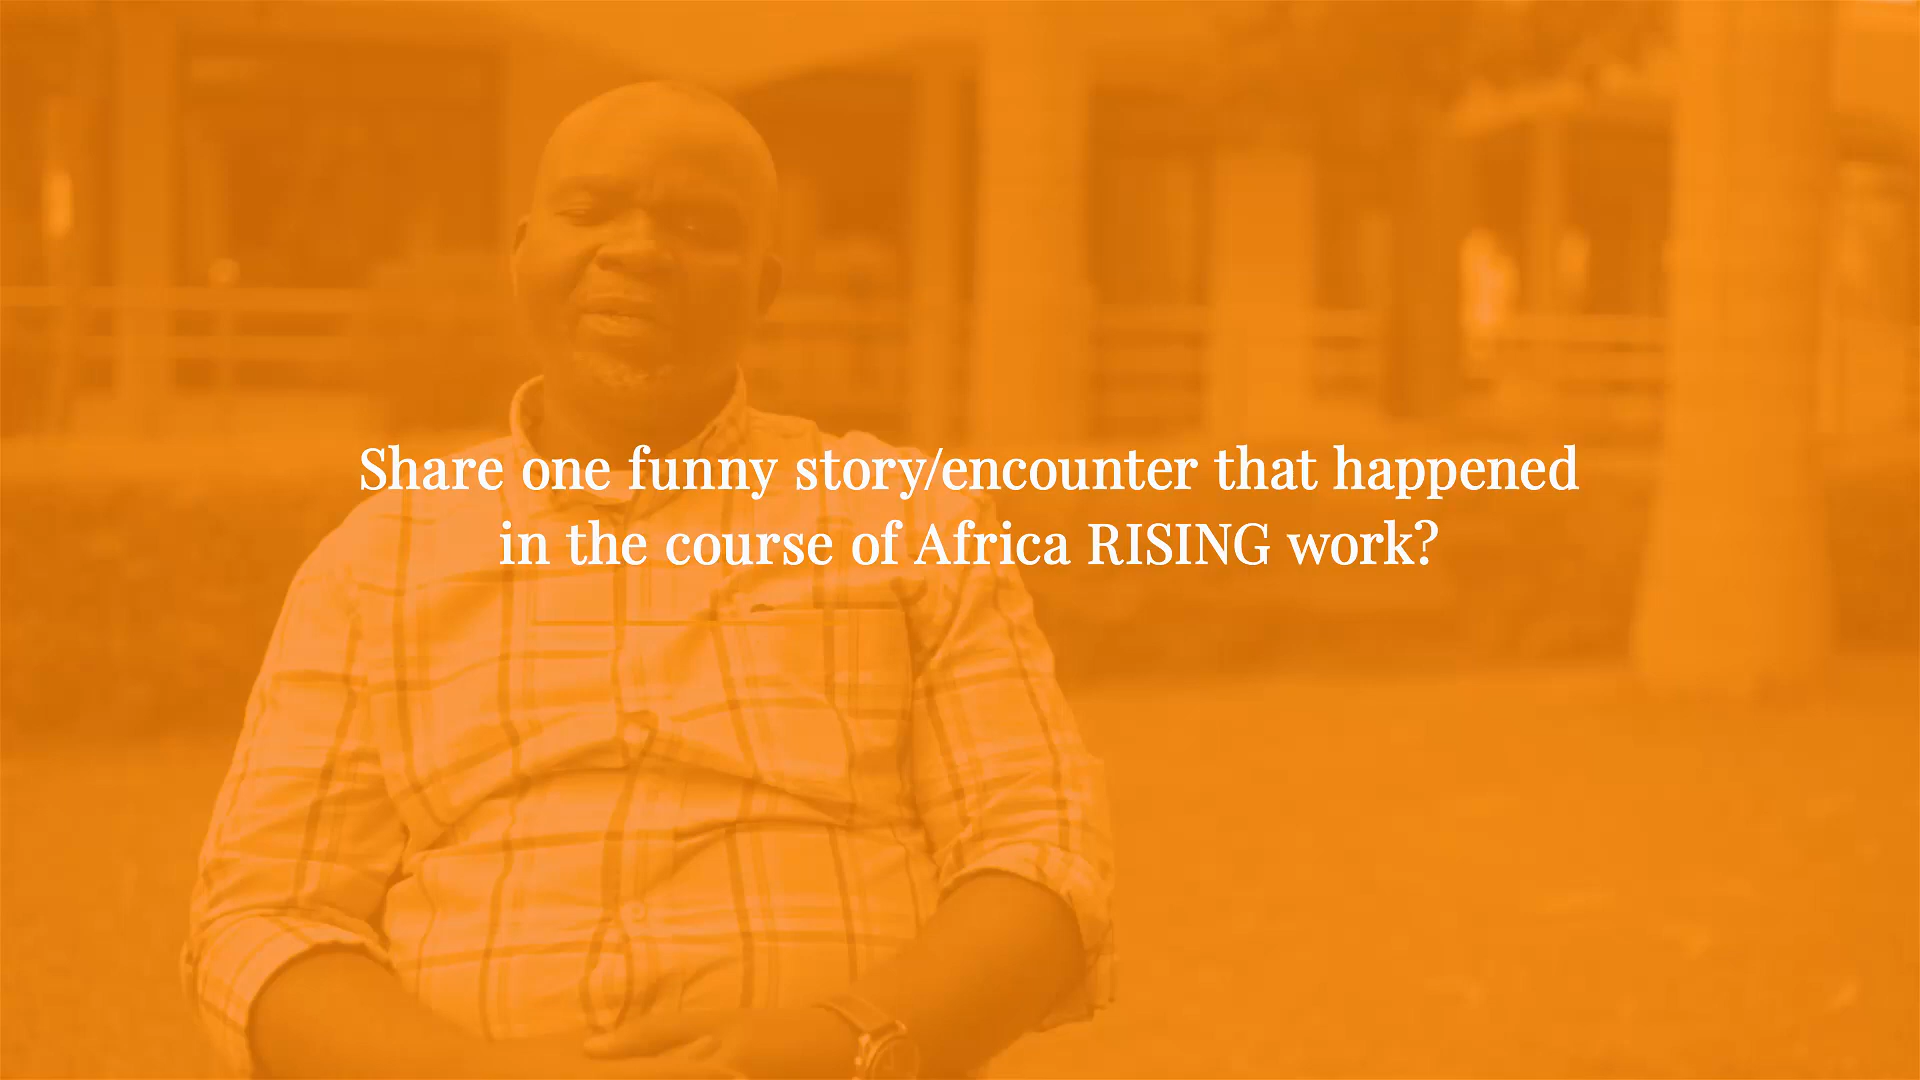 Share one funny story/encounter that happened
in the course of Africa RISING work?